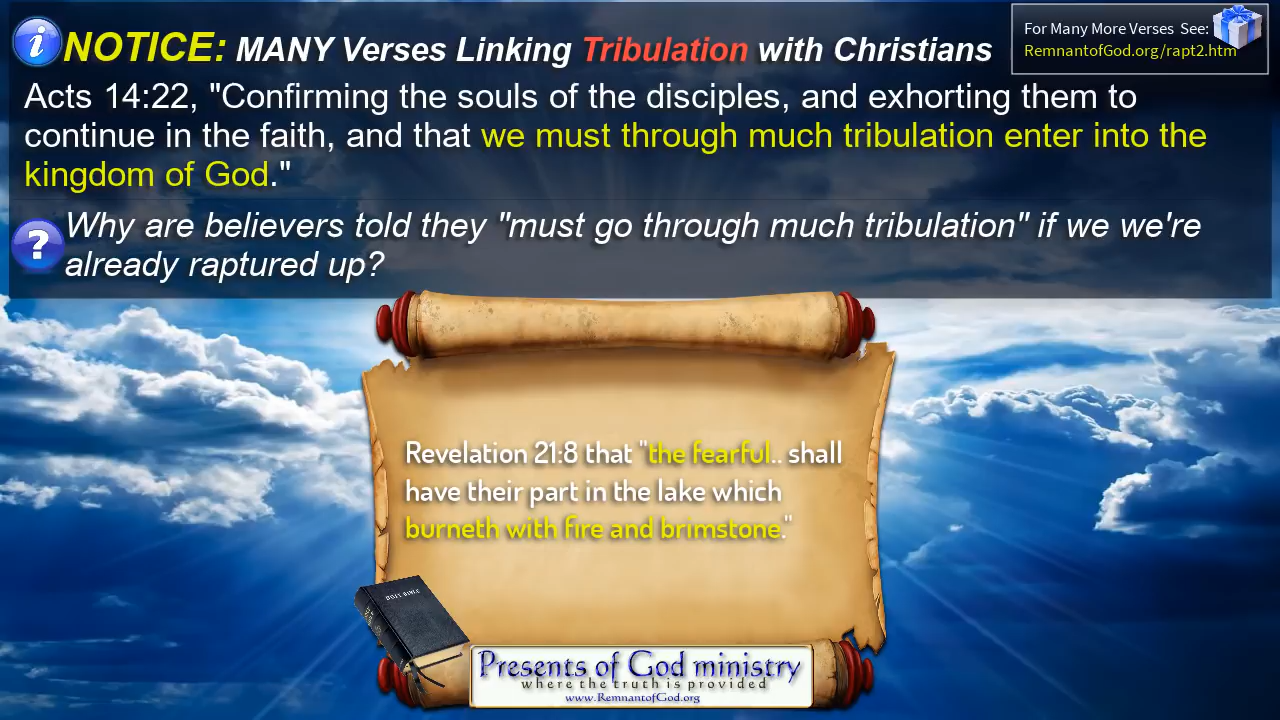 NOTICE: MANY Verses Linking Tribulation with Christians
For Many More Verses See:
RemnantofGod.org/rapt2.htm
Acts 14:22, "Confirming the souls of the disciples, and exhorting them to
continue in the faith, and that we must through much tribulation enter into the
kingdom of God."
Why are believers told they "must go through much tribulation" if we we're
already raptured up?
Revelation 21:8 that "the fearful.. shall
have their part in the lake which
burneth with fire and brimstone."
HOLY BIBLE
Presents of God ministry
where the truth is provided
www.RemnantofGod.org